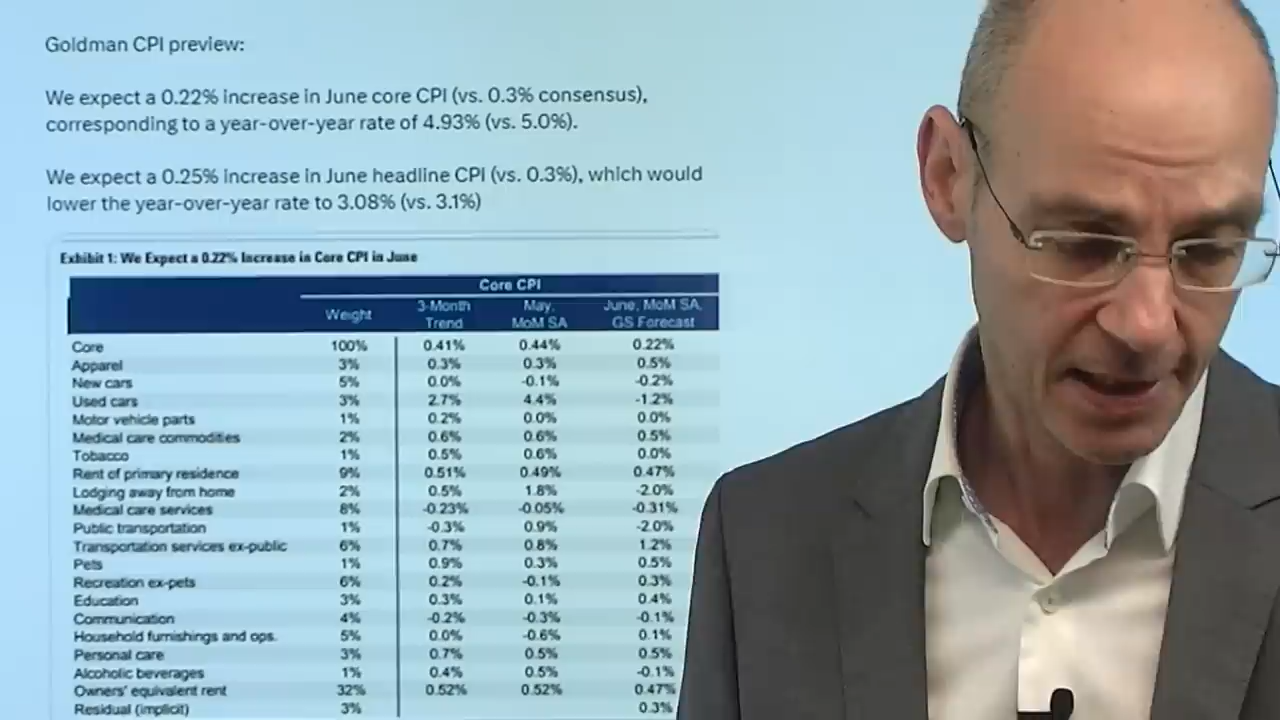 Goldman CPI preview:
We expect a 0.22% increase in June core CPI (vs. 0.3% consensus),
corresponding to a year-over-year rate of 4.93% (vs. 5.0%).
We expect a 0.25% increase in June headline CPI (vs. 0.3%), which would
lower the year-over-year rate to 3.08% (vs. 3.1%)
Exhibit 1: We Expect a 0.22% Increase in Core CPI in June
Core CPI
Weight 3-Month Trend May, MoM SA June, MoM SA, GS Forecast
Core 100% 0.41% 0.44% 0.22%
Apparel 3% 0.3% 0.3% 0.5%
New cars 5% 0.0% -0.1% -0.2%
Used cars 3% 2.7% 4.4% -1.2%
Motor vehicle parts 1% 0.2% 0.0% 0.0%
Medical care commodities 2% 0.6% 0.6% 0.5%
Tobacco 1% 0.5% 0.6% 0.0%
Rent of primary residence 9% 0.51% 0.49% 0.47%
Lodging away from home 2% 0.5% 1.8% -2.0%
Medical care services 8% -0.23% -0.05% -0.31%
Public transportation 1% -0.3% 0.9% -2.0%
Transportation services ex-public 6% 0.7% 0.8% 1.2%
Pets 1% 0.9% 0.3% 0.5%
Recreation ex-pets 6% 0.2% -0.1% 0.3%
Education 3% 0.3% 0.1% 0.4%
Communication 4% -0.2% -0.3% -0.1%
Household furnishings and ops. 5% 0.0% -0.6% 0.1%
Personal care 3% 0.7% 0.5% 0.5%
Alcoholic beverages 1% 0.4% 0.5% -0.1%
Owners' equivalent rent 32% 0.52% 0.52% 0.47%
Residual (implicit) 3% 0.3%